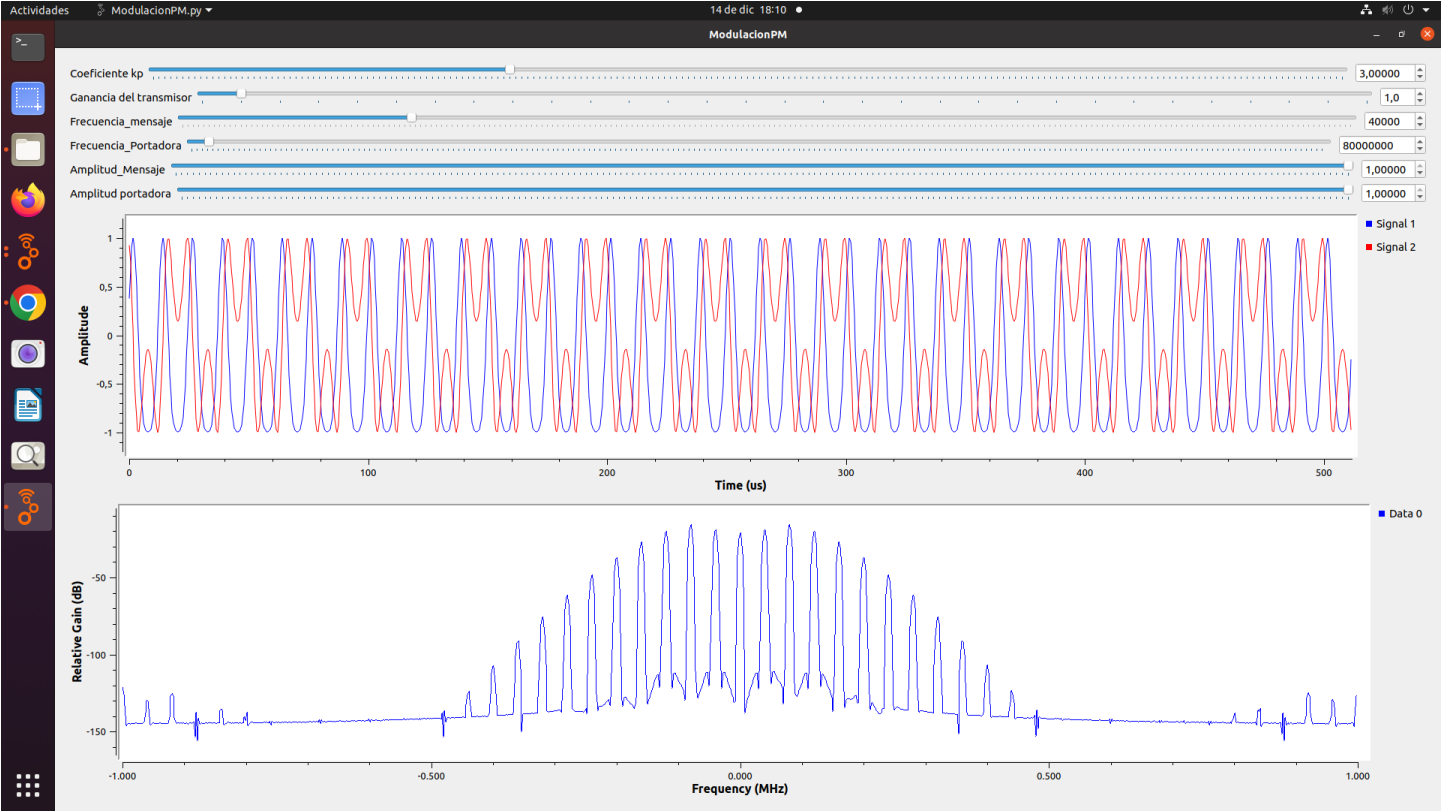 Actividades ModulacionPM.py 14 de dic 18:10
ModulacionPM
Coeficiente kp 3,00000
Ganancia del transmisor 1,0
Frecuencia_mensaje 40000
Frecuencia_Portadora 80000000
Amplitud_Mensaje 1,00000
Amplitud portadora 1,00000
Signal 1
Signal 2
Amplitude
1
0,5
0
-0,5
-1
0 100 200 300 400 500
Time (us)
Data 0
Relative Gain (dB)
-50
-100
-150
-1.000 -0.500 0.000 0.500 1.000
Frequency (MHz)